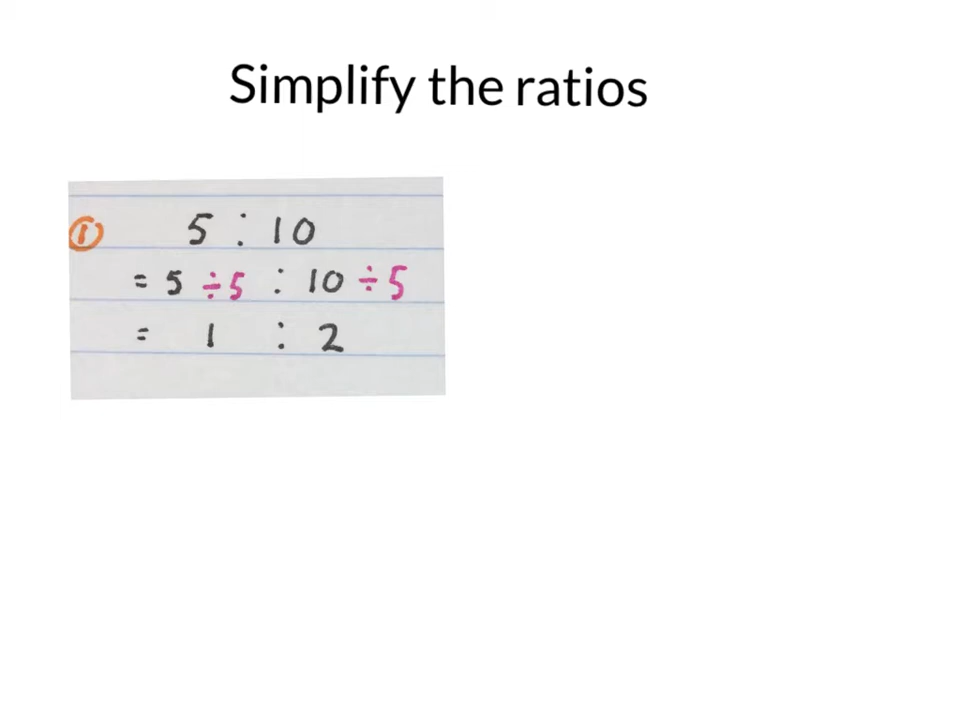 Simplify the ratios
① 5 : 10
= 5 ÷5 : 10 ÷5
= 1 : 2